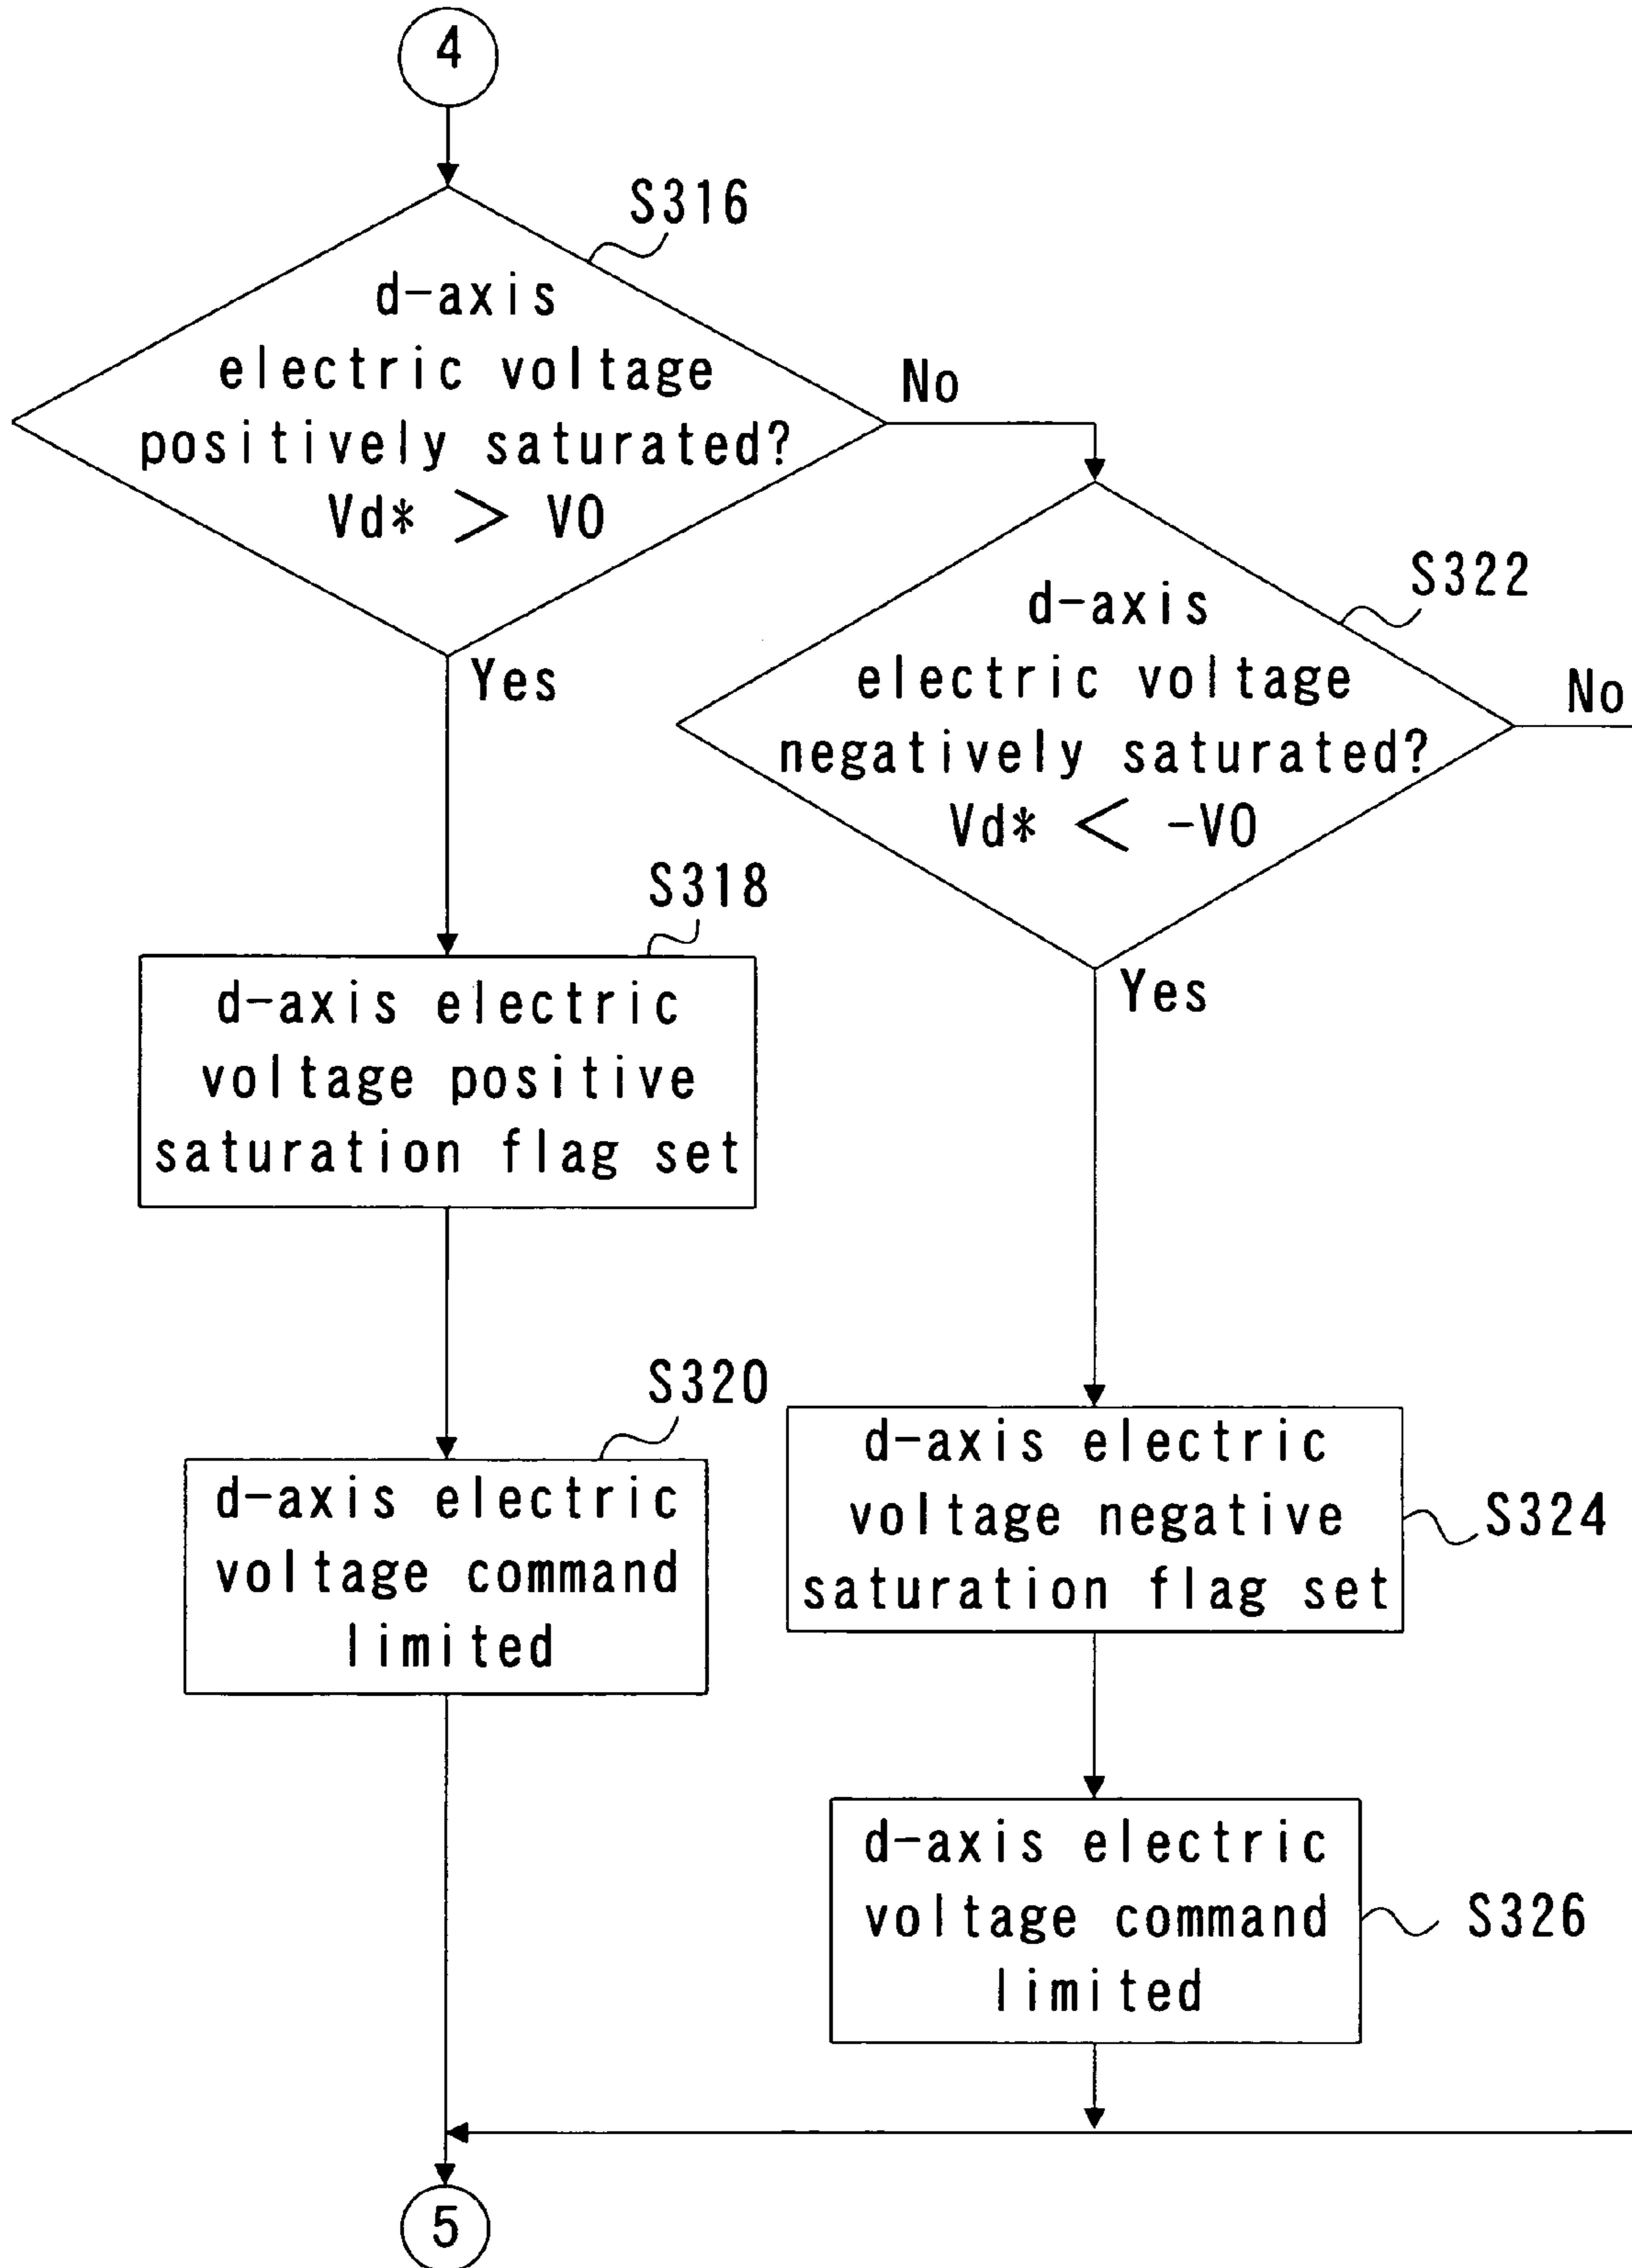 4
S316
d-axis
electric voltage
positively saturated?
Vd* > V0
No
Yes
S322
d-axis
electric voltage
negatively saturated?
Vd* < -V0
No
Yes
S318
d-axis electric
voltage positive
saturation flag set
S320
d-axis electric
voltage command
limited
d-axis electric
voltage negative
saturation flag set
S324
d-axis electric
voltage command
limited
S326
5